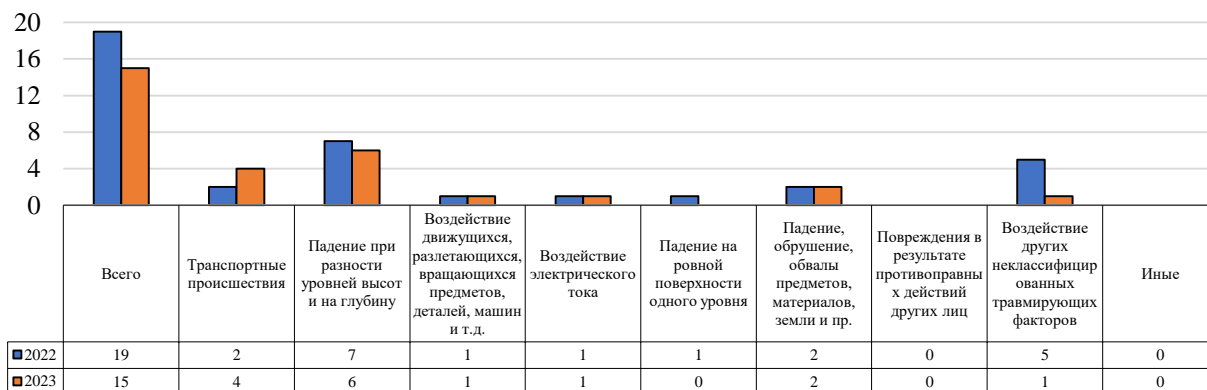 20
16
12
8
4
0
Всего
Транспортные
происшествия
Падение при
разности
уровней высот
и на глубину
Воздействие
движущихся,
разлетающихся,
вращающихся
предметов,
деталей, машин
и т.д.
Воздействие
электрического
тока
Падение на
ровной
поверхности
одного уровня
Падение,
обрушение,
обвалы
предметов,
материалов,
земли и пр.
Повреждения в
результате
противоправны
х действий
других лиц
Воздействие
других
неклассифицир
ованных
травмирующих
факторов
Иные
2022 19 2 7 1 1 1 2 0 5 0
2023 15 4 6 1 1 0 2 0 1 0